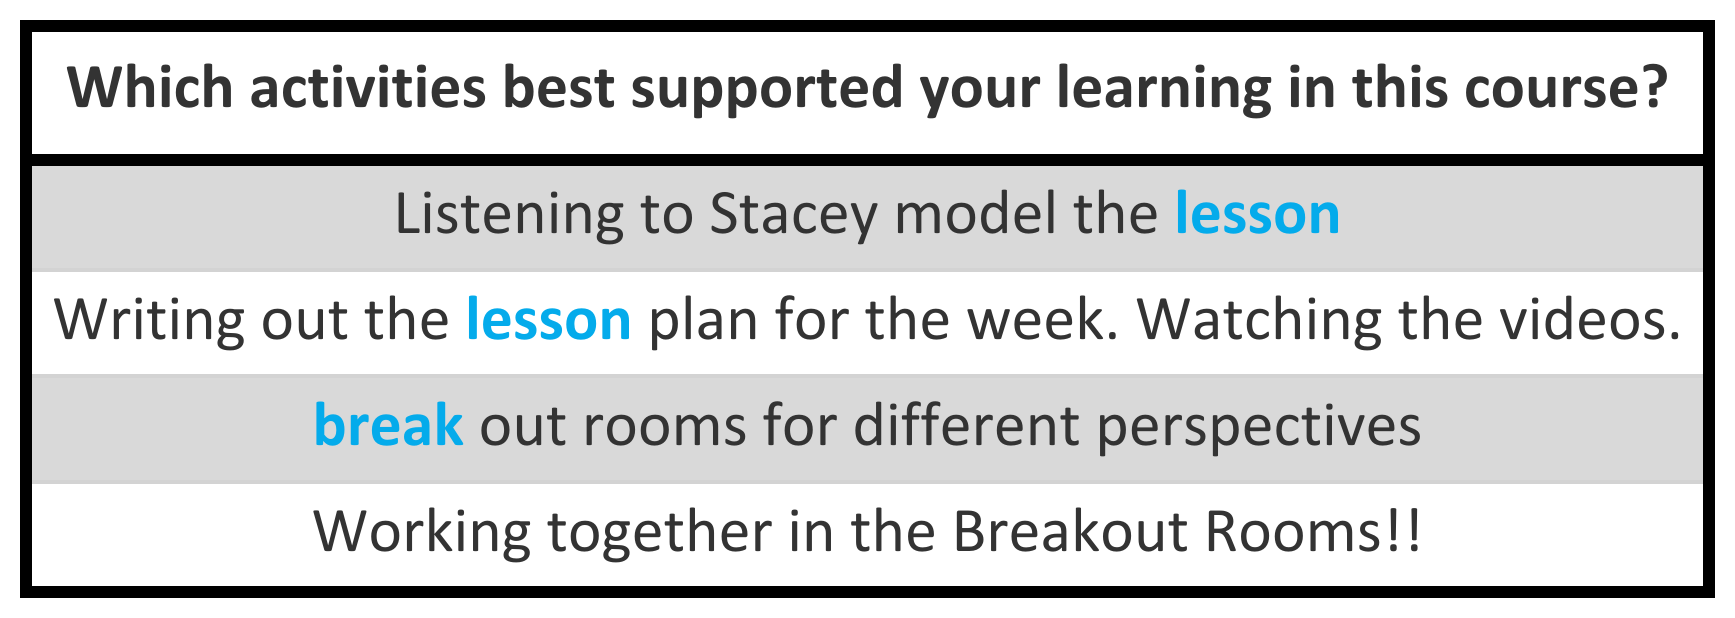 Which activities best supported your learning in this course?
Listening to Stacey model the lesson
Writing out the lesson plan for the week. Watching the videos.
break out rooms for different perspectives
Working together in the Breakout Rooms!!